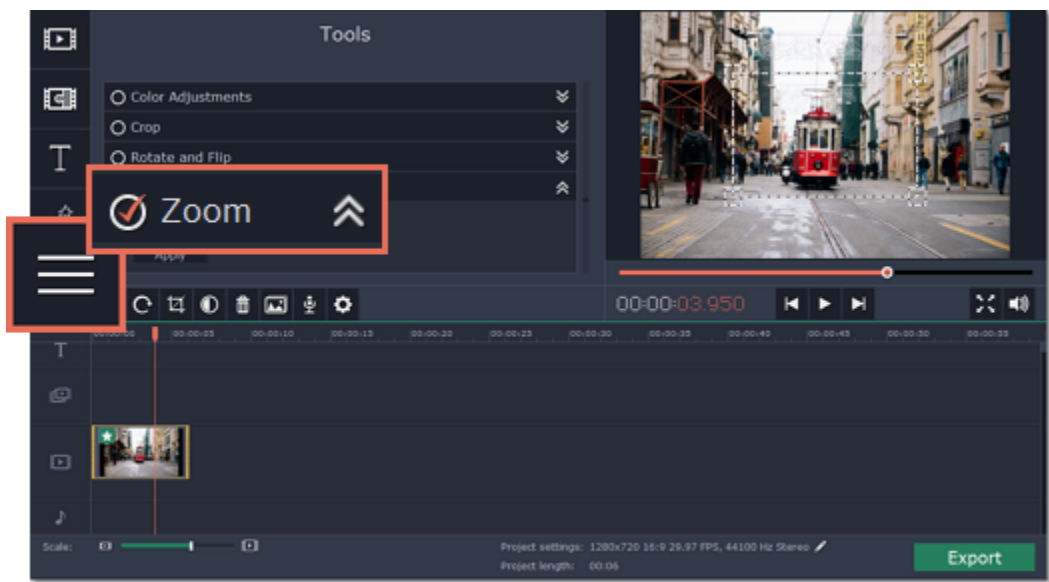 Tools
Color Adjustments
Crop
Rotate and Flip
Zoom
Apply
00:00:03.950
00:00:00 00:00:05 00:00:10 00:00:15 00:00:20 00:00:25 00:00:30 00:00:35 00:00:40 00:00:45 00:00:50 00:00:55
Scale:
Project settings: 1280x720 16:9 29.97 FPS, 44100 Hz Stereo
Project length: 00:06
Export